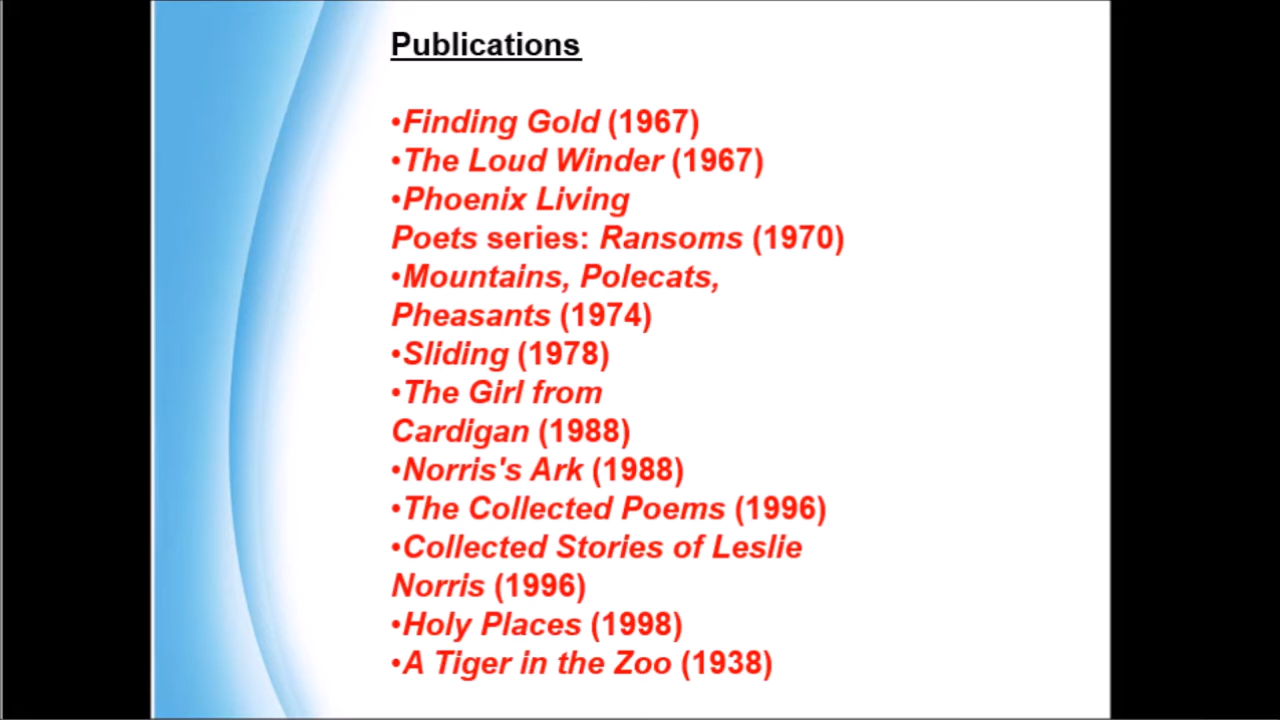 Publications
•Finding Gold (1967)
•The Loud Winder (1967)
•Phoenix Living
Poets series: Ransoms (1970)
•Mountains, Polecats,
Pheasants (1974)
•Sliding (1978)
•The Girl from
Cardigan (1988)
•Norris's Ark (1988)
•The Collected Poems (1996)
•Collected Stories of Leslie
Norris (1996)
•Holy Places (1998)
•A Tiger in the Zoo (1938)